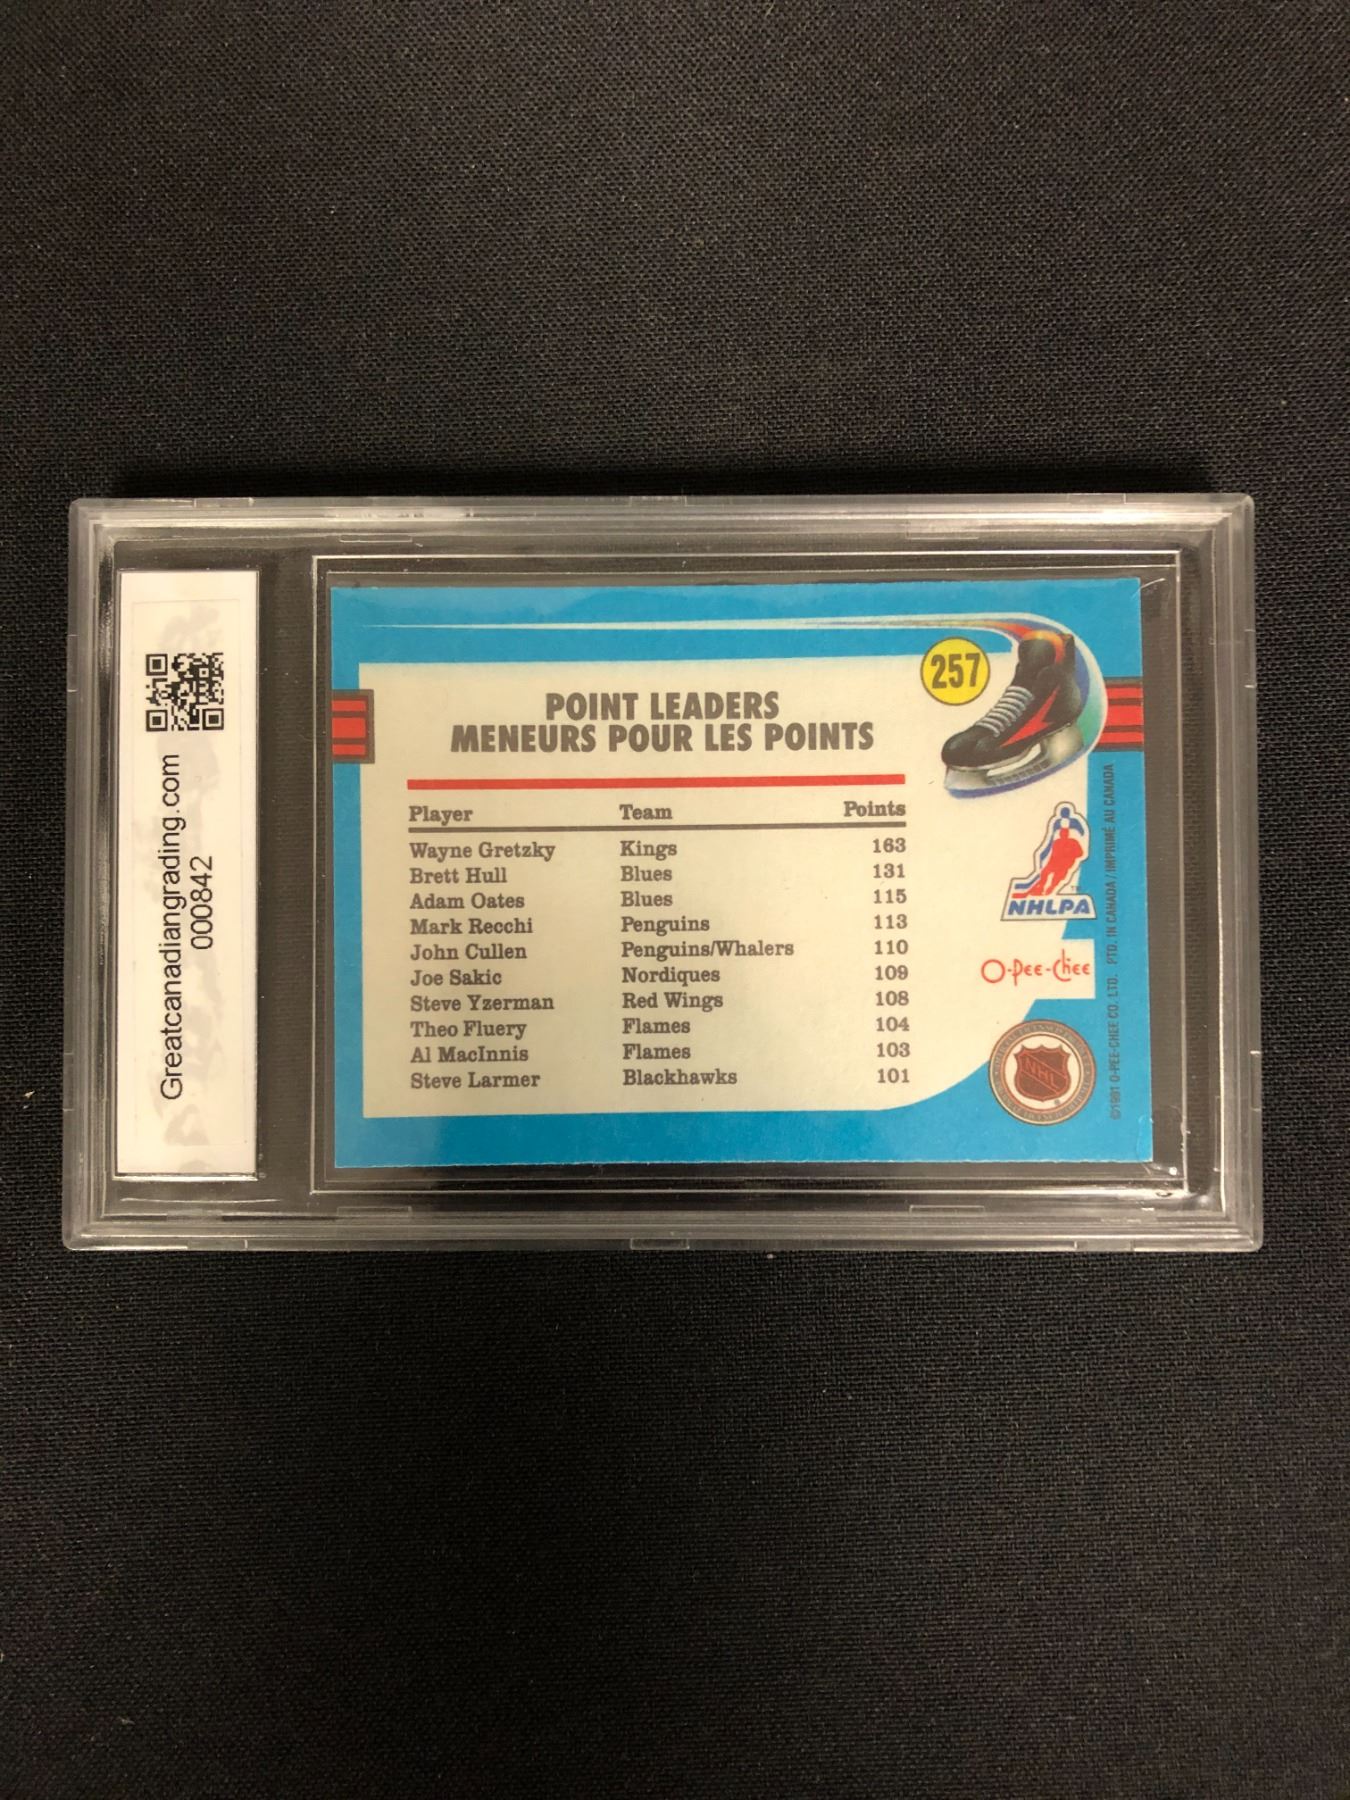 Greatcanadiangrading.com
000842
257
POINT LEADERS
MENEURS POUR LES POINTS
Player Team Points
Wayne Gretzky Kings 163
Brett Hull Blues 131
Adam Oates Blues 115
Mark Recchi Penguins 113
John Cullen Penguins/Whalers 110
Joe Sakic Nordiques 109
Steve Yzerman Red Wings 108
Theo Fluery Flames 104
Al MacInnis Flames 103
Steve Larmer Blackhawks 101
NHLPA
TM
O-Pee-Chee
NHL
©1991 O-PEE-CHEE CO. LTD. PTD. IN CANADA / IMPRIMÉ AU CANADA